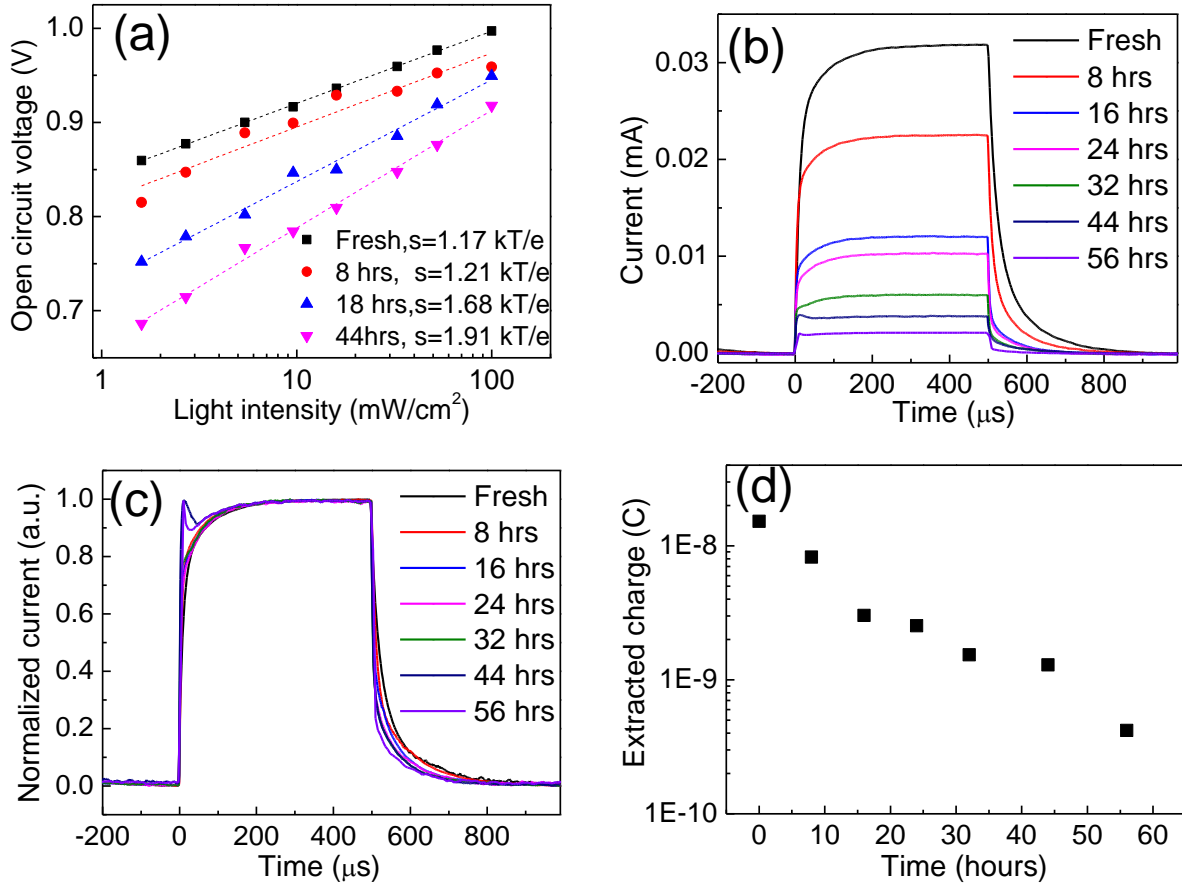 (a)
Open circuit voltage (V)
1.0
0.9
0.8
0.7
Fresh,s=1.17 kT/e
8 hrs, s=1.21 kT/e
18 hrs, s=1.68 kT/e
44hrs, s=1.91 kT/e
1 10 100
Light intensity (mW/cm²)
(b)
Current (mA)
0.03
0.02
0.01
0.00
Fresh
8 hrs
16 hrs
24 hrs
32 hrs
44 hrs
56 hrs
-200 0 200 400 600 800
Time (μs)
(c)
Normalized current (a.u.)
1.0
0.8
0.6
0.4
0.2
0.0
Fresh
8 hrs
16 hrs
24 hrs
32 hrs
44 hrs
56 hrs
-200 0 200 400 600 800
Time (μs)
(d)
Extracted charge (C)
1E-8
1E-9
1E-10
0 10 20 30 40 50 60
Time (hours)